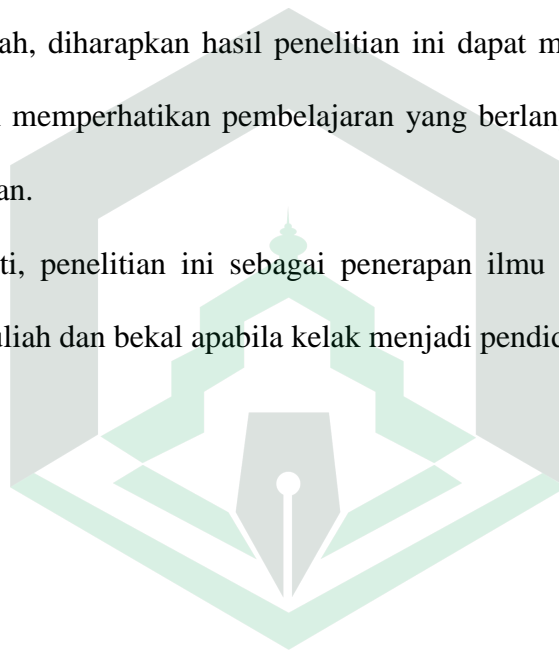 ah, diharapkan hasil penelitian ini dapat m
memperhatikan pembelajaran yang berlan
an.
ti, penelitian ini sebagai penerapan ilmu
uliah dan bekal apabila kelak menjadi pendid